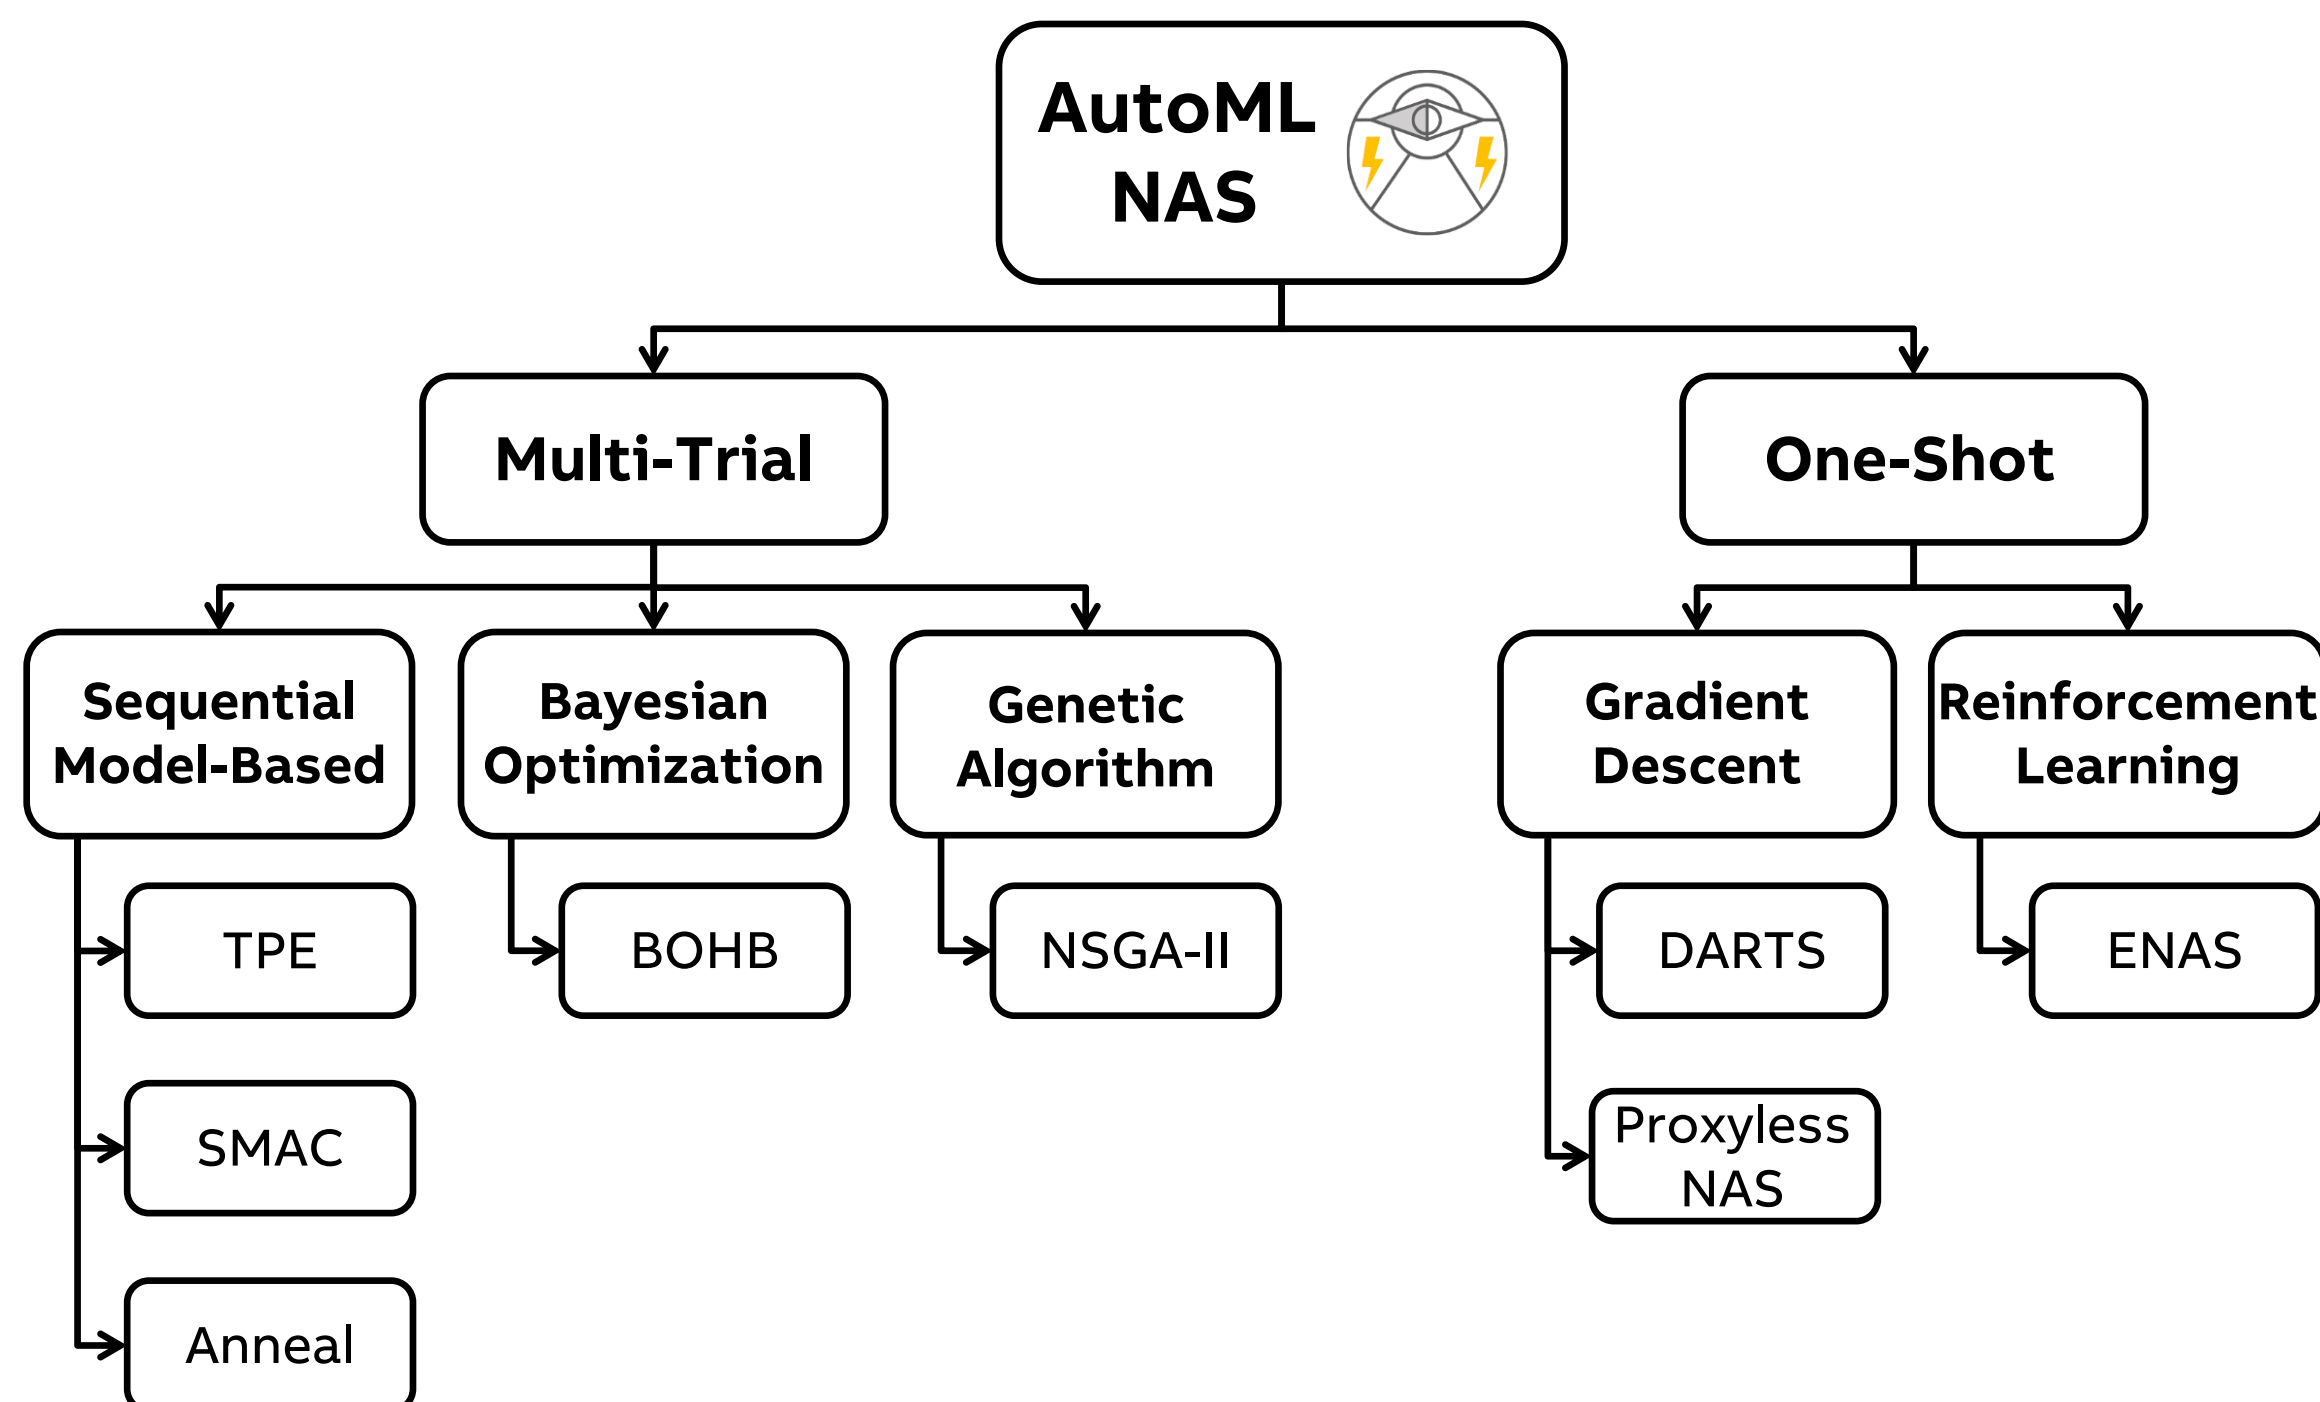 AutoML
NAS
Multi-Trial
One-Shot
Sequential
Model-Based
Bayesian
Optimization
Genetic
Algorithm
Gradient
Descent
Reinforcement
Learning
TPE
BOHB
NSGA-II
DARTS
ENAS
SMAC
Proxyless
NAS
Anneal